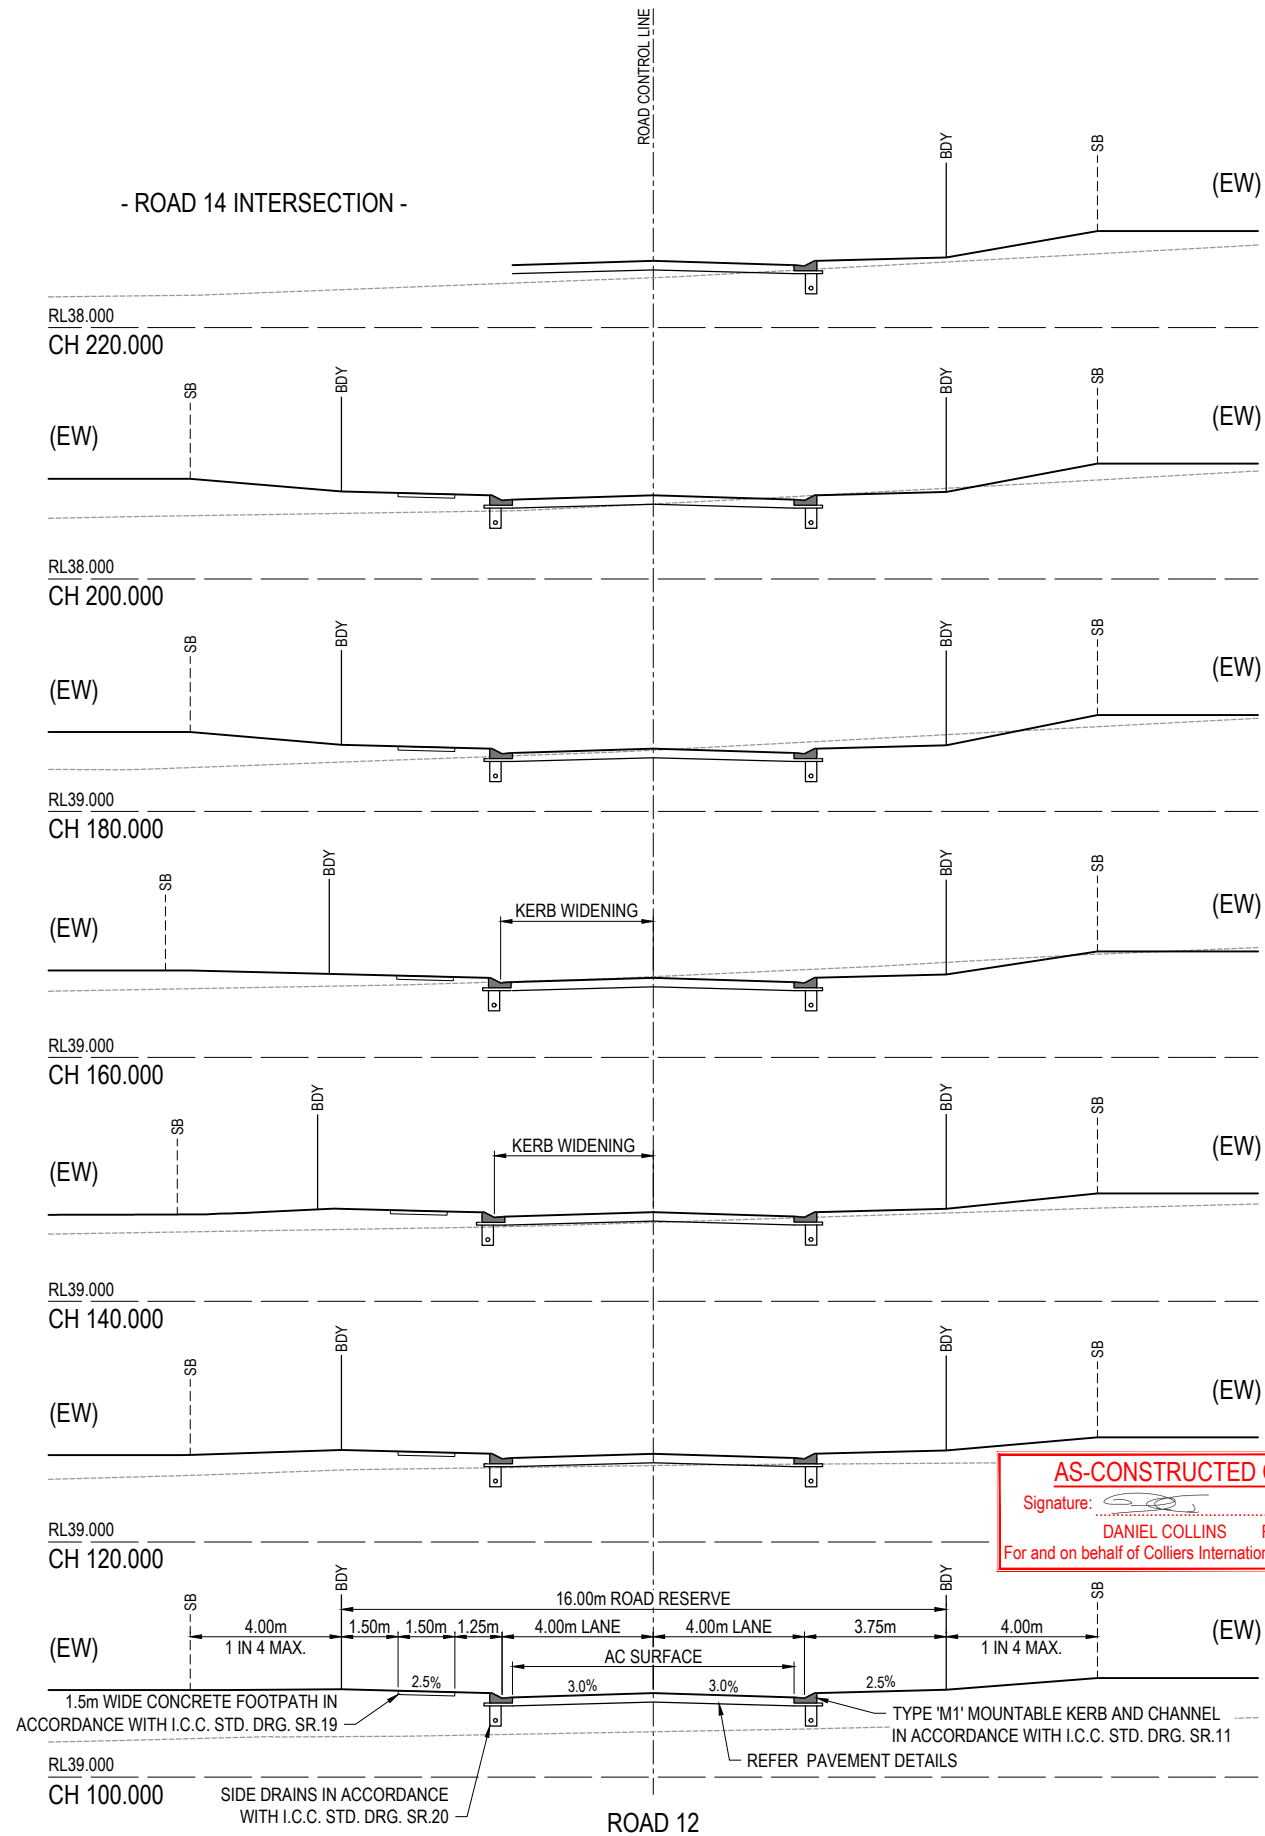 ROAD CONTROL LINE
- ROAD 14 INTERSECTION -
BDY
SB
(EW)
RL38.000
CH 220.000
(EW)
SB
BDY
BDY
SB
(EW)
RL38.000
CH 200.000
(EW)
SB
BDY
BDY
SB
(EW)
RL39.000
CH 180.000
(EW)
SB
BDY
KERB WIDENING
BDY
SB
(EW)
RL39.000
CH 160.000
(EW)
SB
BDY
KERB WIDENING
BDY
SB
(EW)
RL39.000
CH 140.000
(EW)
SB
BDY
BDY
SB
(EW)
AS-CONSTRUCTED
Signature:
DANIEL COLLINS
For and on behalf of Colliers
RL39.000
CH 120.000
(EW)
SB
BDY
16.00m ROAD RESERVE
BDY
SB
(EW)
4.00m
1 IN 4 MAX.
1.50m
1.50m
1.25m
4.00m LANE
4.00m LANE
3.75m
4.00m
1 IN 4 MAX.
AC SURFACE
2.5%
3.0%
3.0%
2.5%
1.5m WIDE CONCRETE FOOTPATH IN
ACCORDANCE WITH I.C.C. STD. DRG. SR.19
TYPE 'M1' MOUNTABLE KERB AND CHANNEL
IN ACCORDANCE WITH I.C.C. STD. DRG. SR.11
REFER PAVEMENT DETAILS
RL39.000
CH 100.000
SIDE DRAINS IN ACCORDANCE
WITH I.C.C. STD. DRG. SR.20
ROAD 12